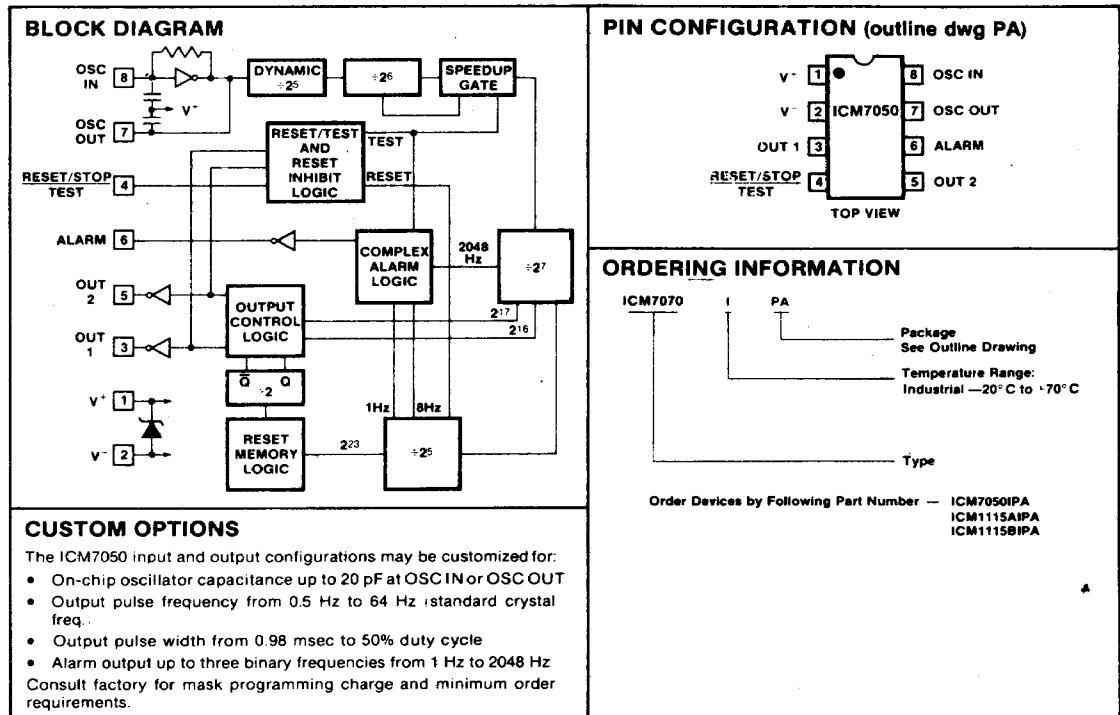 BLOCK DIAGRAM
OSC IN
8
V+
OSC OUT
7
DYNAMIC ÷2⁵
÷2⁶
SPEEDUP GATE
RESET/TEST AND RESET INHIBIT LOGIC
TEST
RESET
RESET/STOP
TEST
4
ALARM
6
COMPLEX ALARM LOGIC
2048 Hz
÷2⁷
OUT 2
5
OUTPUT CONTROL LOGIC
2¹⁷
2¹⁶
OUT 1
3
Q̅ Q
÷2
1Hz
8Hz
V⁺ 1
V⁻ 2
RESET MEMORY LOGIC
2²³
÷2⁵
CUSTOM OPTIONS
The ICM7050 input and output configurations may be customized for:
• On-chip oscillator capacitance up to 20 pF at OSC IN or OSC OUT
• Output pulse frequency from 0.5 Hz to 64 Hz (standard crystal
freq.
• Output pulse width from 0.98 msec to 50% duty cycle
• Alarm output up to three binary frequencies from 1 Hz to 2048 Hz
Consult factory for mask programming charge and minimum order
requirements.
PIN CONFIGURATION (outline dwg PA)
V⁻ 1
8 OSC IN
V⁻ 2
ICM7050
7 OSC OUT
OUT 1 3
6 ALARM
RESET/STOP
TEST
4
5 OUT 2
TOP VIEW
ORDERING INFORMATION
ICM7070 I PA
Package
See Outline Drawing
Temperature Range:
Industrial —20°C to +70°C
Type
Order Devices by Following Part Number — ICM7050IPA
ICM1115AIPA
ICM1115BIPA